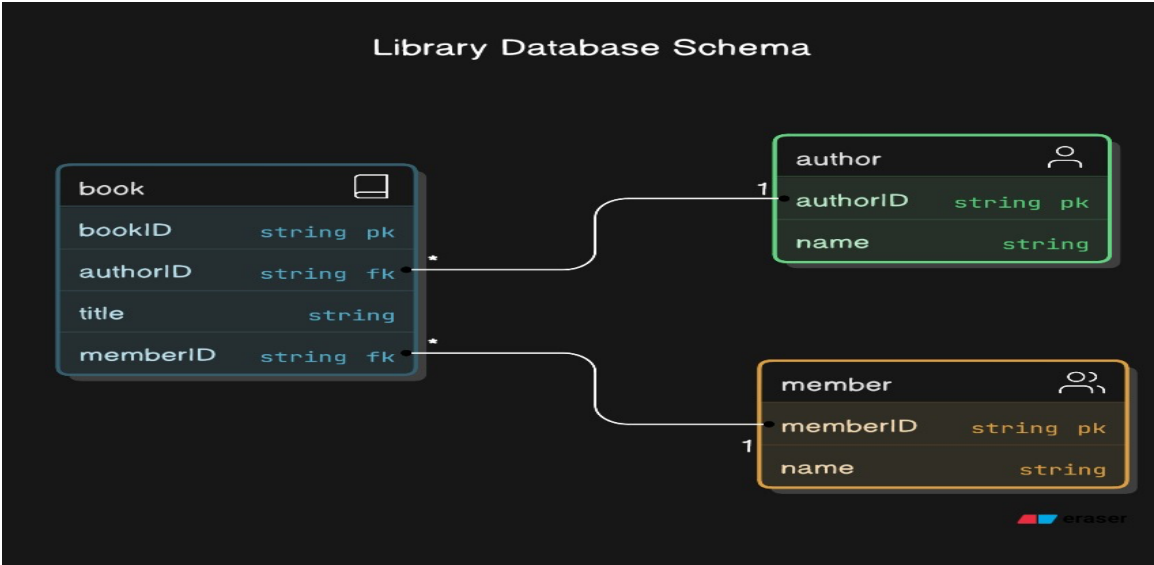 Library Database Schema
book
bookID string pk
authorID string fk
title string
memberID string fk
*
*
1
author
authorID string pk
name string
member
memberID string pk
name string
1
eraser